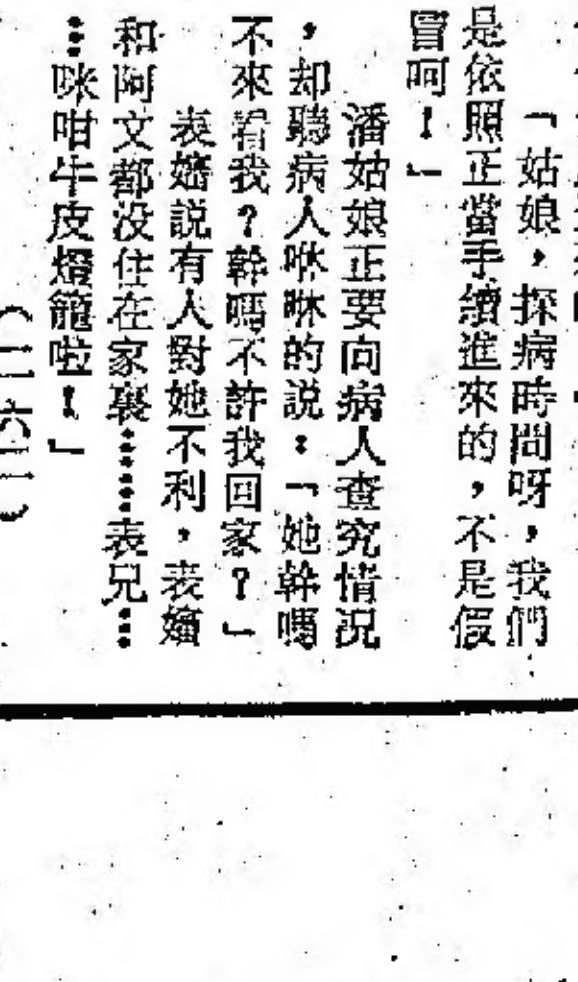 「姑娘，探病時間呀，我們
是依照正當手續進來的，不是假
冒呵！」
潘姑娘正要向病人查究情況
，却聽病人咻咻的説：「她幹嗎
不來看我？幹嗎不許我回家？」
表嬸説有人對她不利，表嬸
和阿文都没住在家裏……表兄…
…咪咁牛皮燈籠啦！」
（二六二）